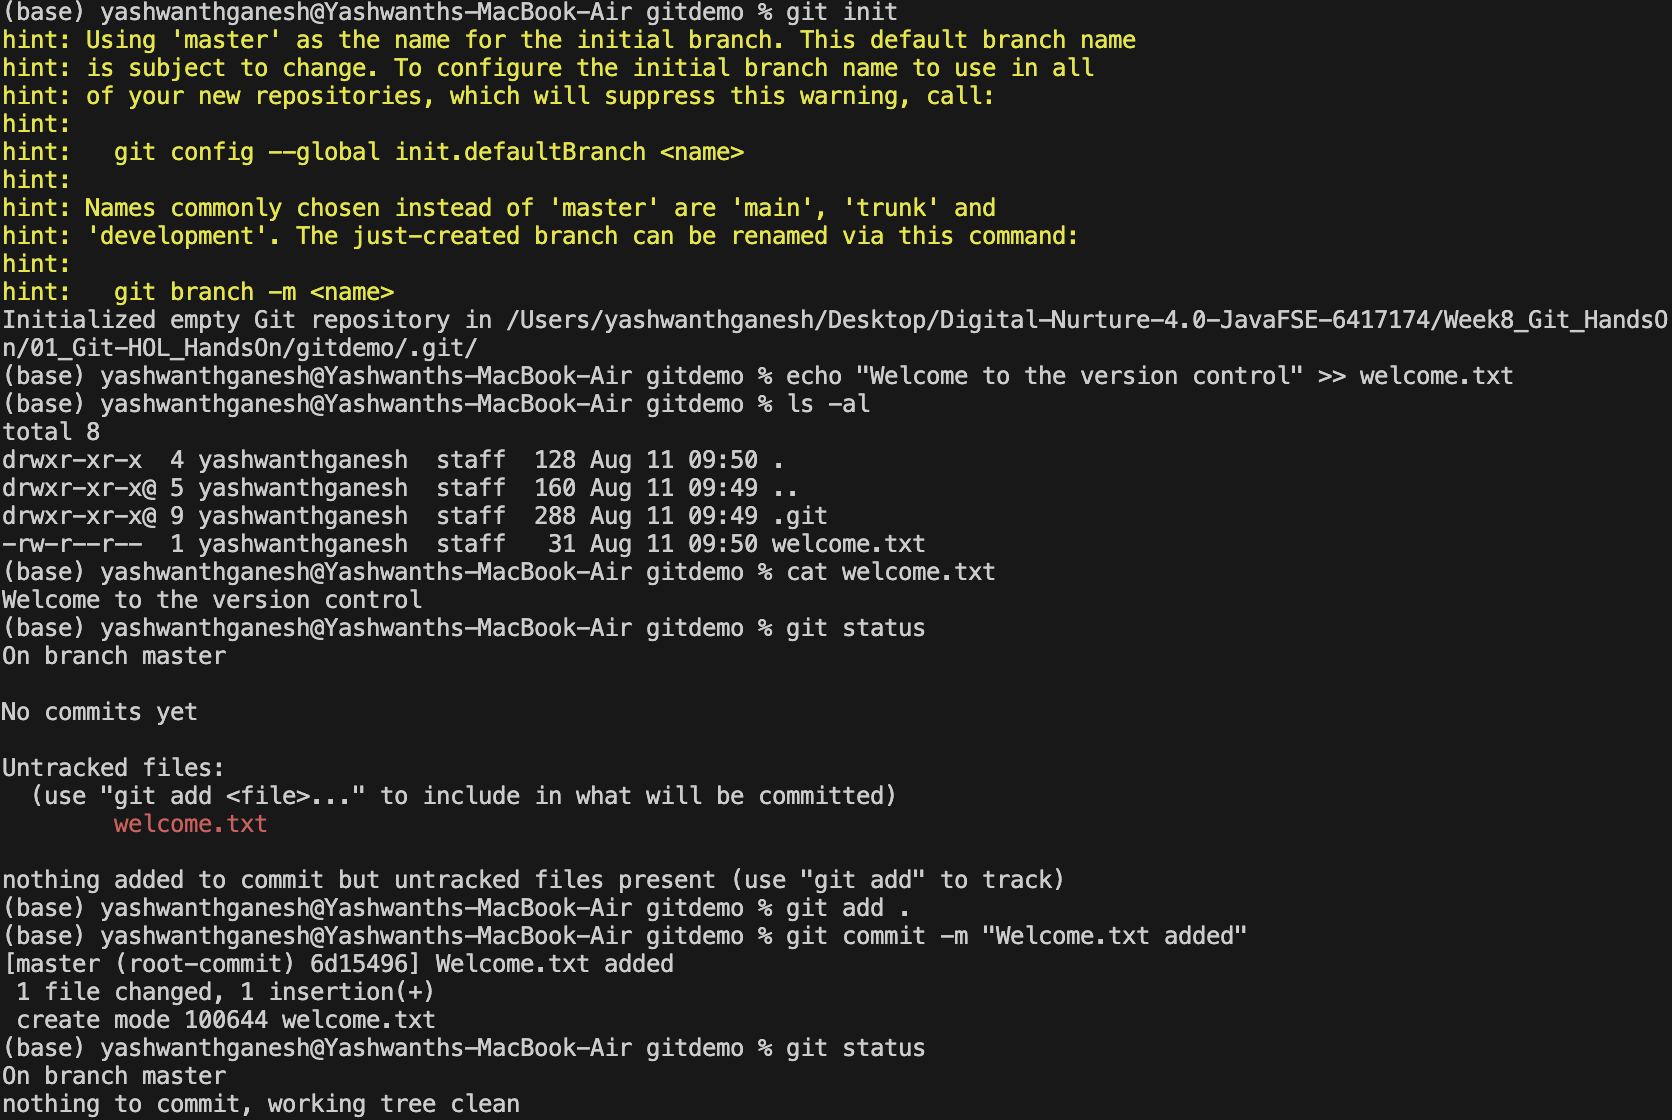 (base) yashwanthganesh@Yashwanths-MacBook-Air gitdemo % git init
hint: Using 'master' as the name for the initial branch. This default branch name
hint: is subject to change. To configure the initial branch name to use in all
hint: of your new repositories, which will suppress this warning, call:
hint:
hint:   git config --global init.defaultBranch <name>
hint:
hint: Names commonly chosen instead of 'master' are 'main', 'trunk' and
hint: 'development'. The just-created branch can be renamed via this command:
hint:
hint:   git branch -m <name>
Initialized empty Git repository in /Users/yashwanthganesh/Desktop/Digital-Nurture-4.0-JavaFSE-6417174/Week8_Git_HandsO
n/01_Git-HOL_HandsOn/gitdemo/.git/
(base) yashwanthganesh@Yashwanths-MacBook-Air gitdemo % echo "Welcome to the version control" >> welcome.txt
(base) yashwanthganesh@Yashwanths-MacBook-Air gitdemo % ls -al
total 8
drwxr-xr-x  4 yashwanthganesh  staff  128 Aug 11 09:50 .
drwxr-xr-x@ 5 yashwanthganesh  staff  160 Aug 11 09:49 ..
drwxr-xr-x@ 9 yashwanthganesh  staff  288 Aug 11 09:49 .git
-rw-r--r--  1 yashwanthganesh  staff   31 Aug 11 09:50 welcome.txt
(base) yashwanthganesh@Yashwanths-MacBook-Air gitdemo % cat welcome.txt
Welcome to the version control
(base) yashwanthganesh@Yashwanths-MacBook-Air gitdemo % git status
On branch master

No commits yet

Untracked files:
  (use "git add <file>..." to include in what will be committed)
        welcome.txt

nothing added to commit but untracked files present (use "git add" to track)
(base) yashwanthganesh@Yashwanths-MacBook-Air gitdemo % git add .
(base) yashwanthganesh@Yashwanths-MacBook-Air gitdemo % git commit -m "Welcome.txt added"
[master (root-commit) 6d15496] Welcome.txt added
 1 file changed, 1 insertion(+)
 create mode 100644 welcome.txt
(base) yashwanthganesh@Yashwanths-MacBook-Air gitdemo % git status
On branch master
nothing to commit, working tree clean